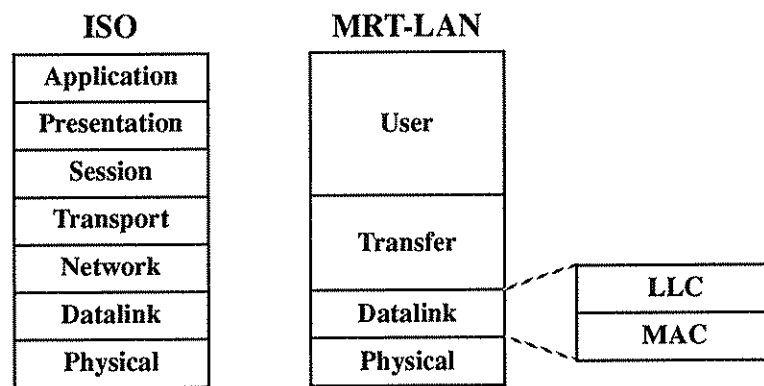 ISO
Application
Presentation
Session
Transport
Network
Datalink
Physical
MRT-LAN
User
Transfer
Datalink
Physical
LLC
MAC